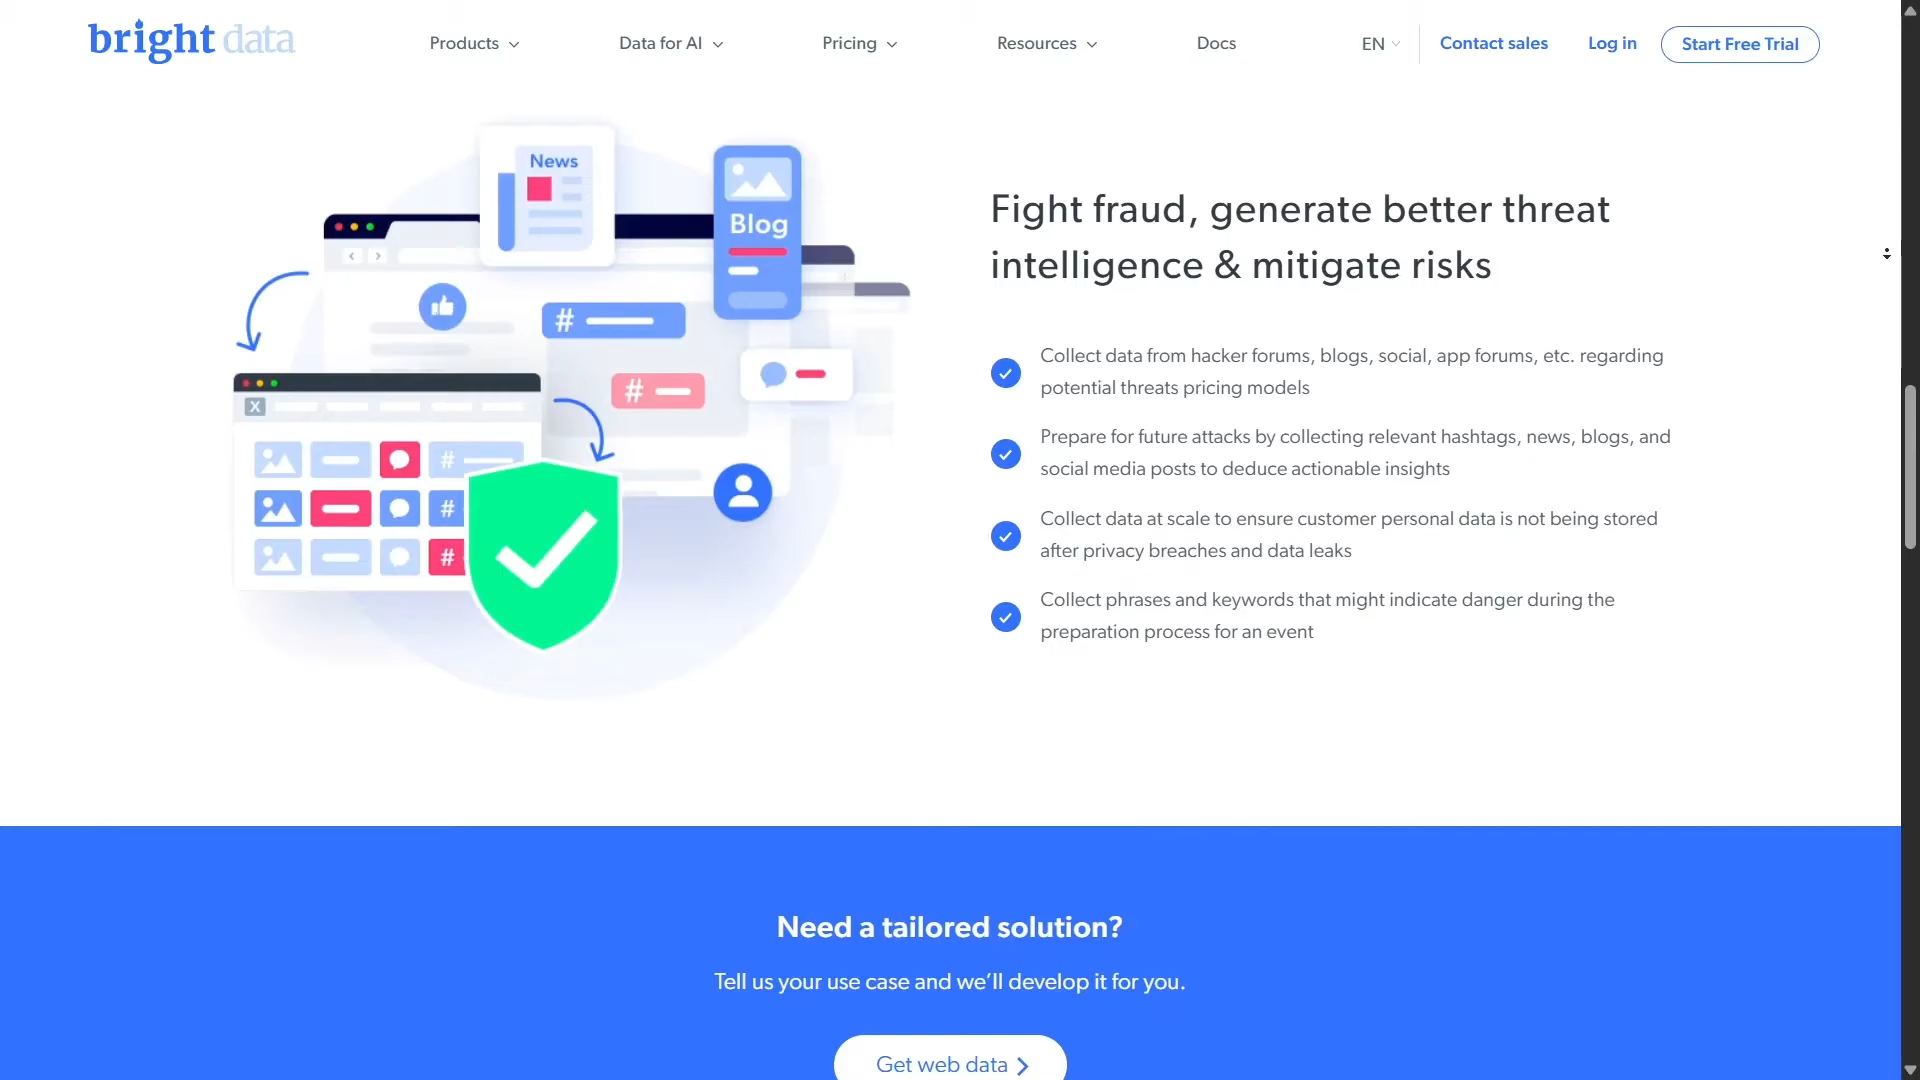 bright data
Products
Data for AI
Pricing
Resources
Docs
EN
Contact sales
Log in
Start Free Trial
News
Blog
#
#
X
#
#
#
Fight fraud, generate better threat
intelligence & mitigate risks
Collect data from hacker forums, blogs, social, app forums, etc. regarding
potential threats pricing models
Prepare for future attacks by collecting relevant hashtags, news, blogs, and
social media posts to deduce actionable insights
Collect data at scale to ensure customer personal data is not being stored
after privacy breaches and data leaks
Collect phrases and keywords that might indicate danger during the
preparation process for an event
Need a tailored solution?
Tell us your use case and we’ll develop it for you.
Get web data